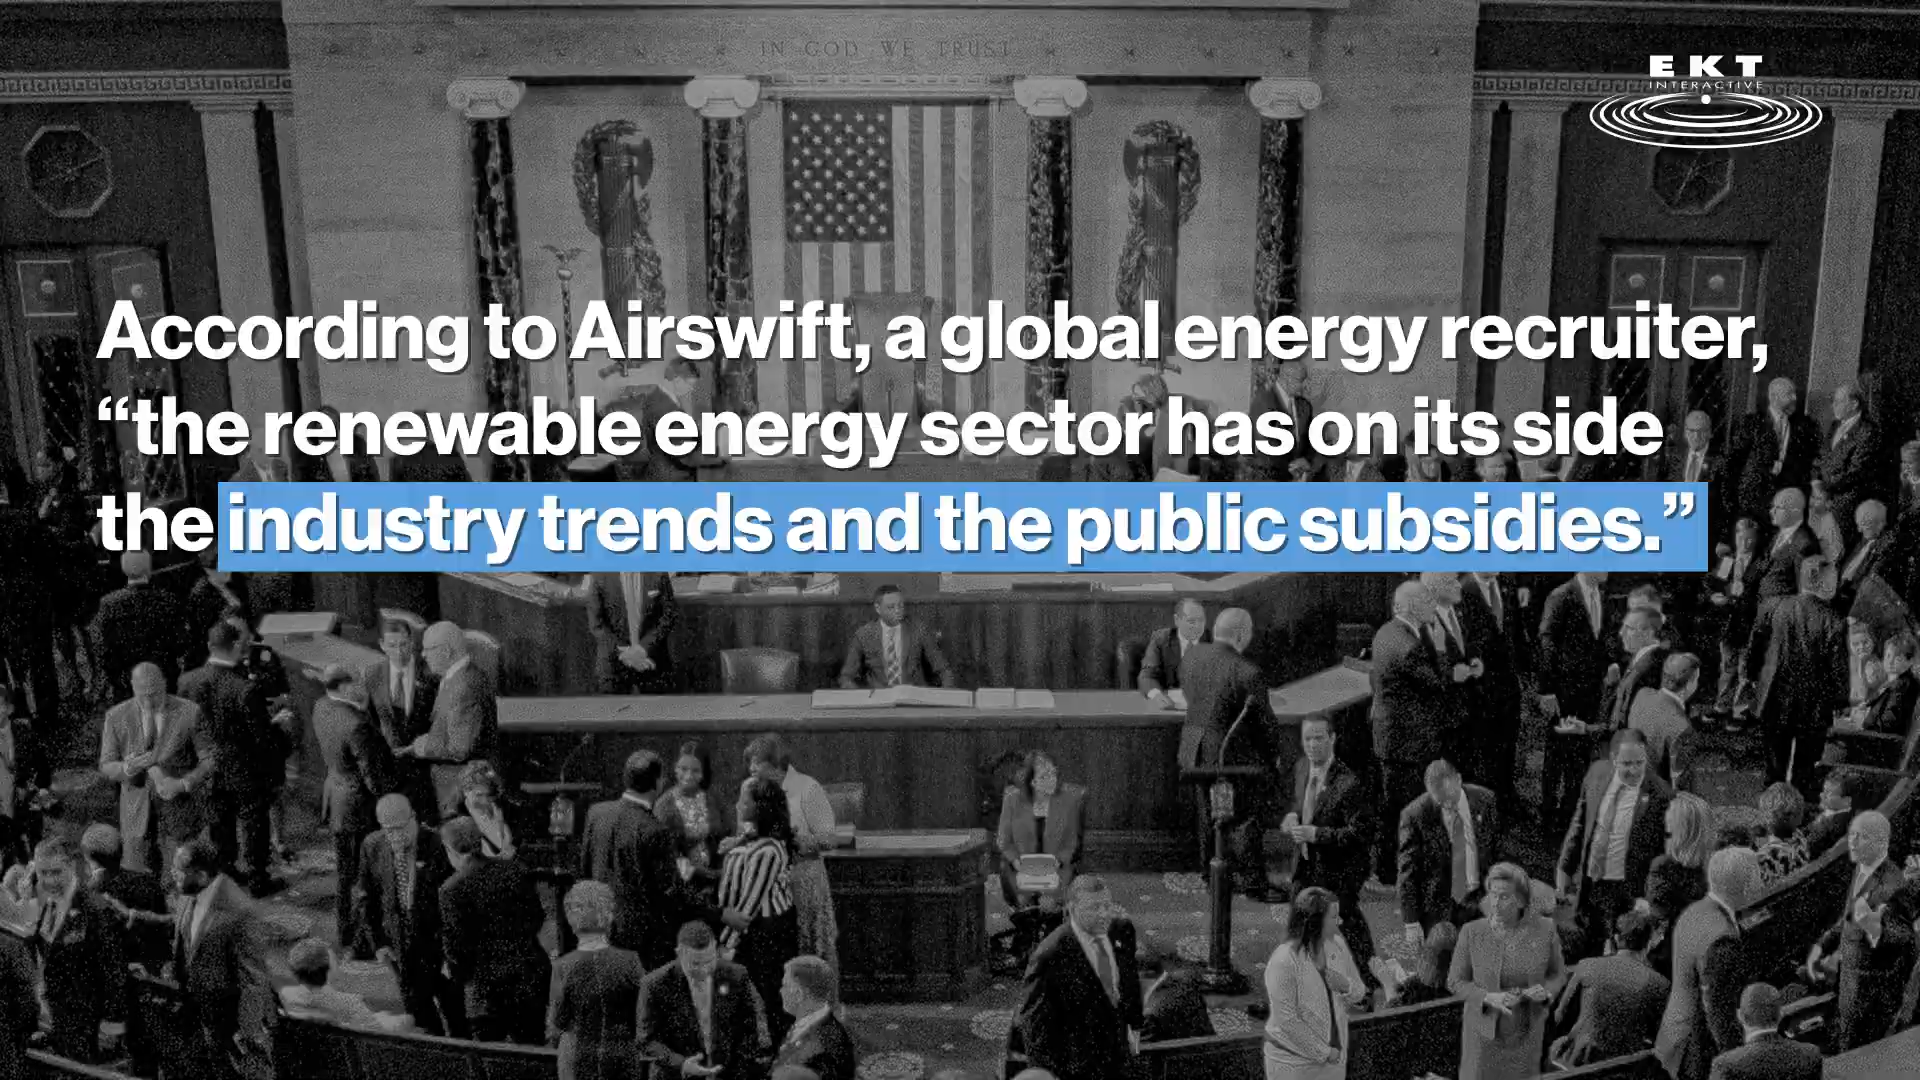 IN GOD WE TRUST
EKT
INTERACTIVE
According to Airswift, a global energy recruiter,
“the renewable energy sector has on its side
the industry trends and the public subsidies.”